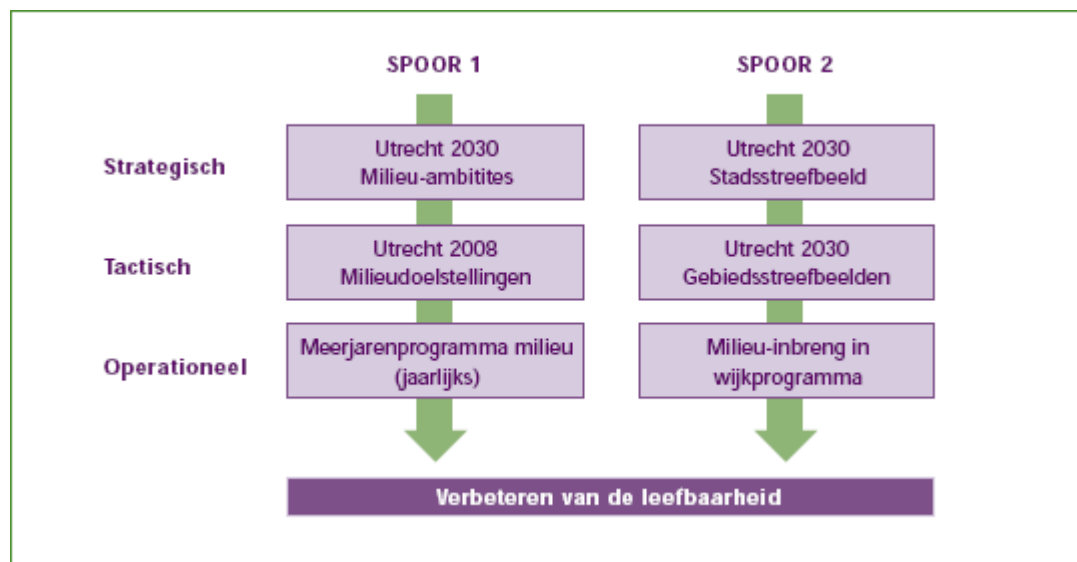 SPOOR 1
SPOOR 2
Strategisch
Utrecht 2030
Milieu-ambitites
Utrecht 2030
Stadsstreefbeeld
Tactisch
Utrecht 2008
Milieudoelstellingen
Utrecht 2030
Gebiedsstreefbeelden
Operationeel
Meerjarenprogramma milieu
(jaarlijks)
Milieu-inbreng in
wijkprogramma
Verbeteren van de leefbaarheid